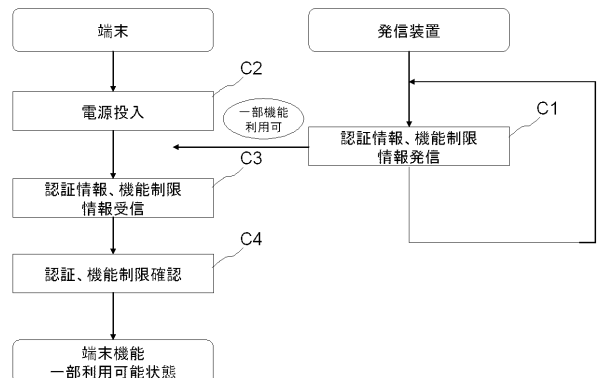 端末
発信装置
C2
電源投入
一部機能
利用可
C1
認証情報、機能制限
情報発信
C3
認証情報、機能制限
情報受信
C4
認証、機能制限確認
端末機能
一部利用可能状態